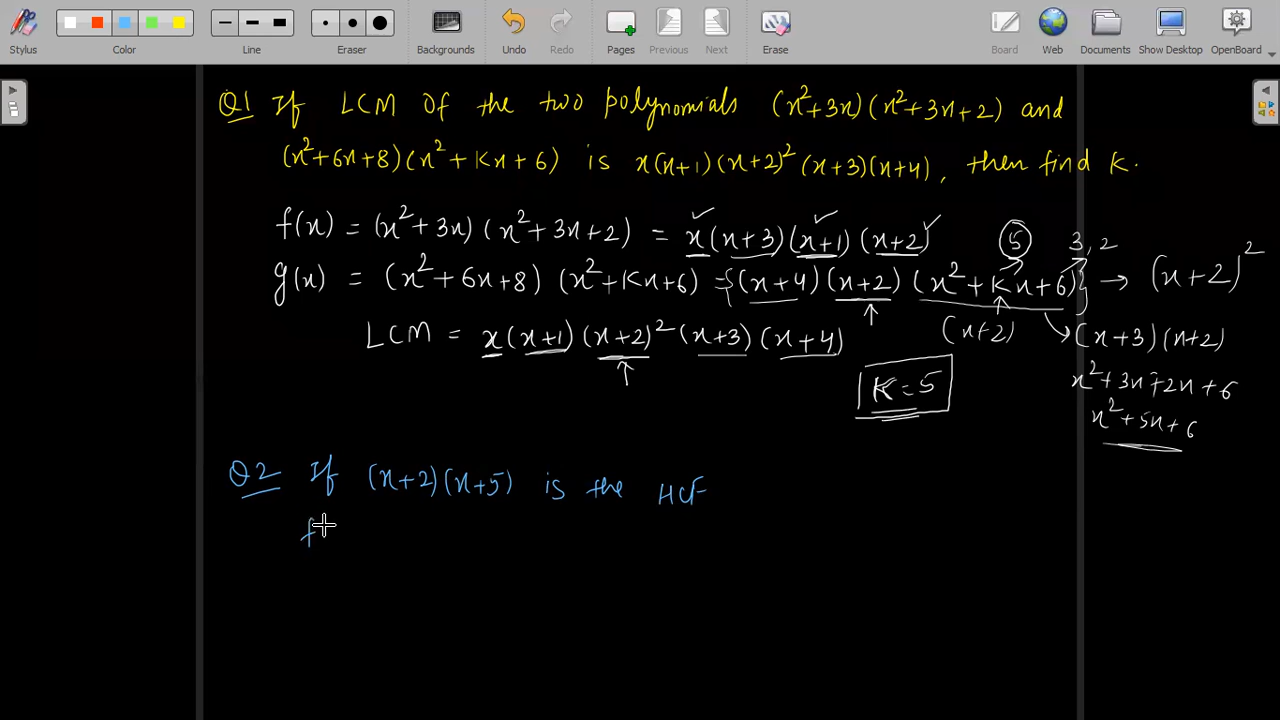 Stylus
Color
Line
Eraser
Backgrounds
Undo
Redo
Pages
Previous
Next
Erase
Board
Web
Documents
Show Desktop
OpenBoard
Q1 If LCM Of the two polynomials (x²+3x)(x²+3x+2) and
(x²+6x+8)(x²+Kx+6) is x(x+1)(x+2)²(x+3)(x+4), then find K.
f(x) = (x²+3x)(x²+3x+2) = x(x+3)(x+1)(x+2)
5 3,2
g(x) = (x²+6x+8)(x²+Kx+6) = {(x+4)(x+2)(x²+Kx+6)} → (x+2)²
(x+2) (x+3)(x+2)
LCM = x(x+1)(x+2)²(x+3)(x+4)
x²+3x+2x+6
K=5
x²+5x+6
Q2 If (x+2)(x+5) is the HCF
f